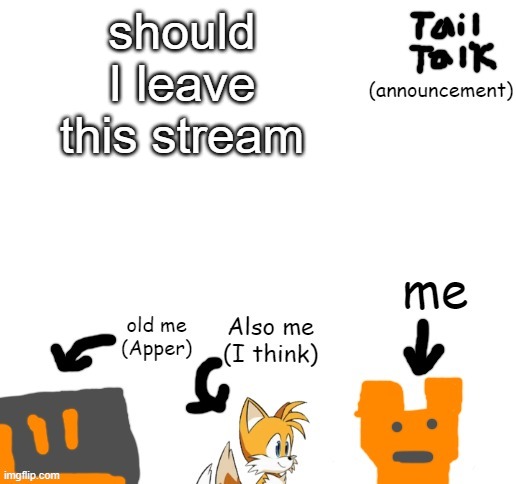 should
I leave
this stream
Tail
Talk
(announcement)
me
old me
(Apper)
Also me
(I think)
imgflip.com